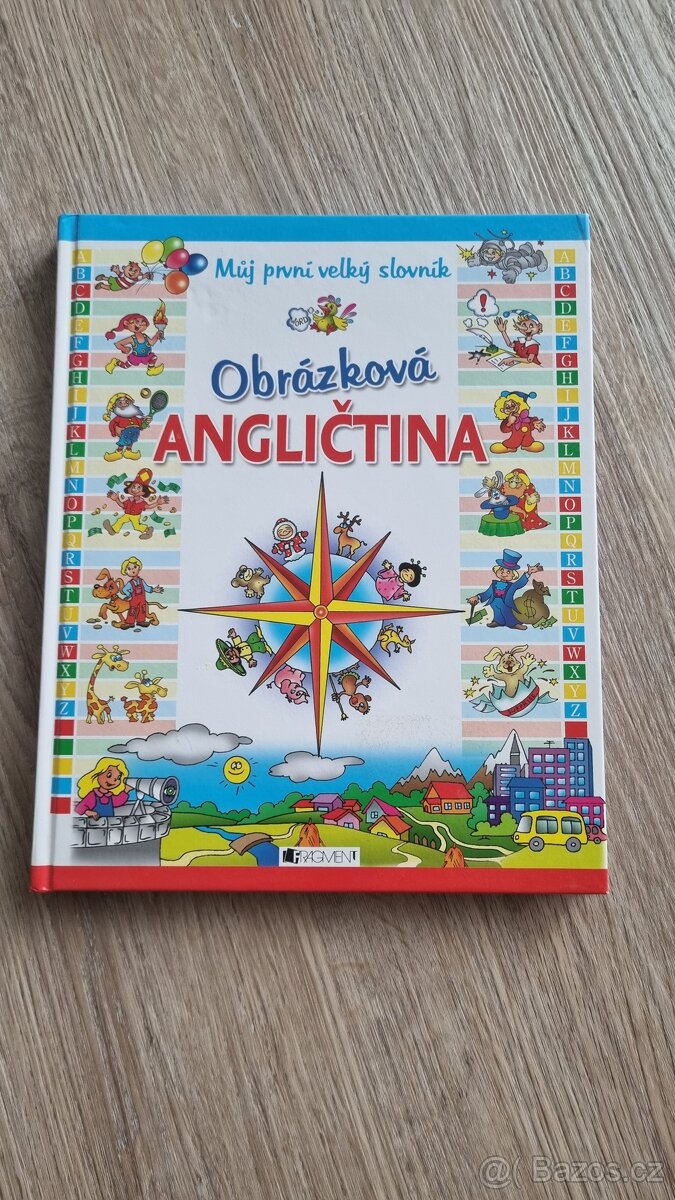 Můj první velký slovník
Obrázková
ANGLIČTINA
A
B
C
D
E
F
G
H
I
J
K
L
M
N
O
P
Q
R
S
T
U
V
W
X
Y
Z
A
B
C
D
E
F
G
H
I
J
K
L
M
N
O
P
Q
R
S
T
U
V
W
X
Y
Z
FRAGMENT
@ Bazos.cz